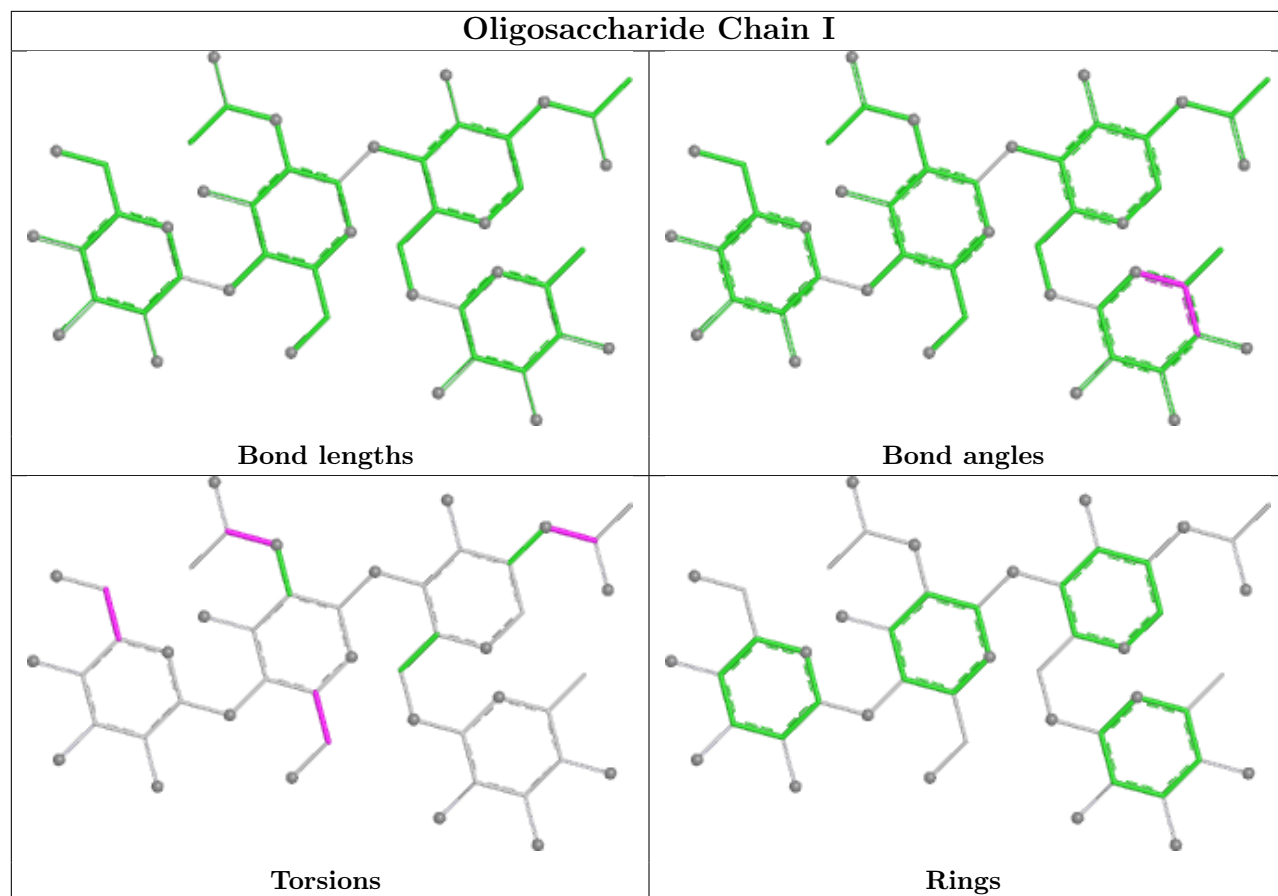 Oligosaccharide Chain I
Bond lengths
Bond angles
Torsions
Rings